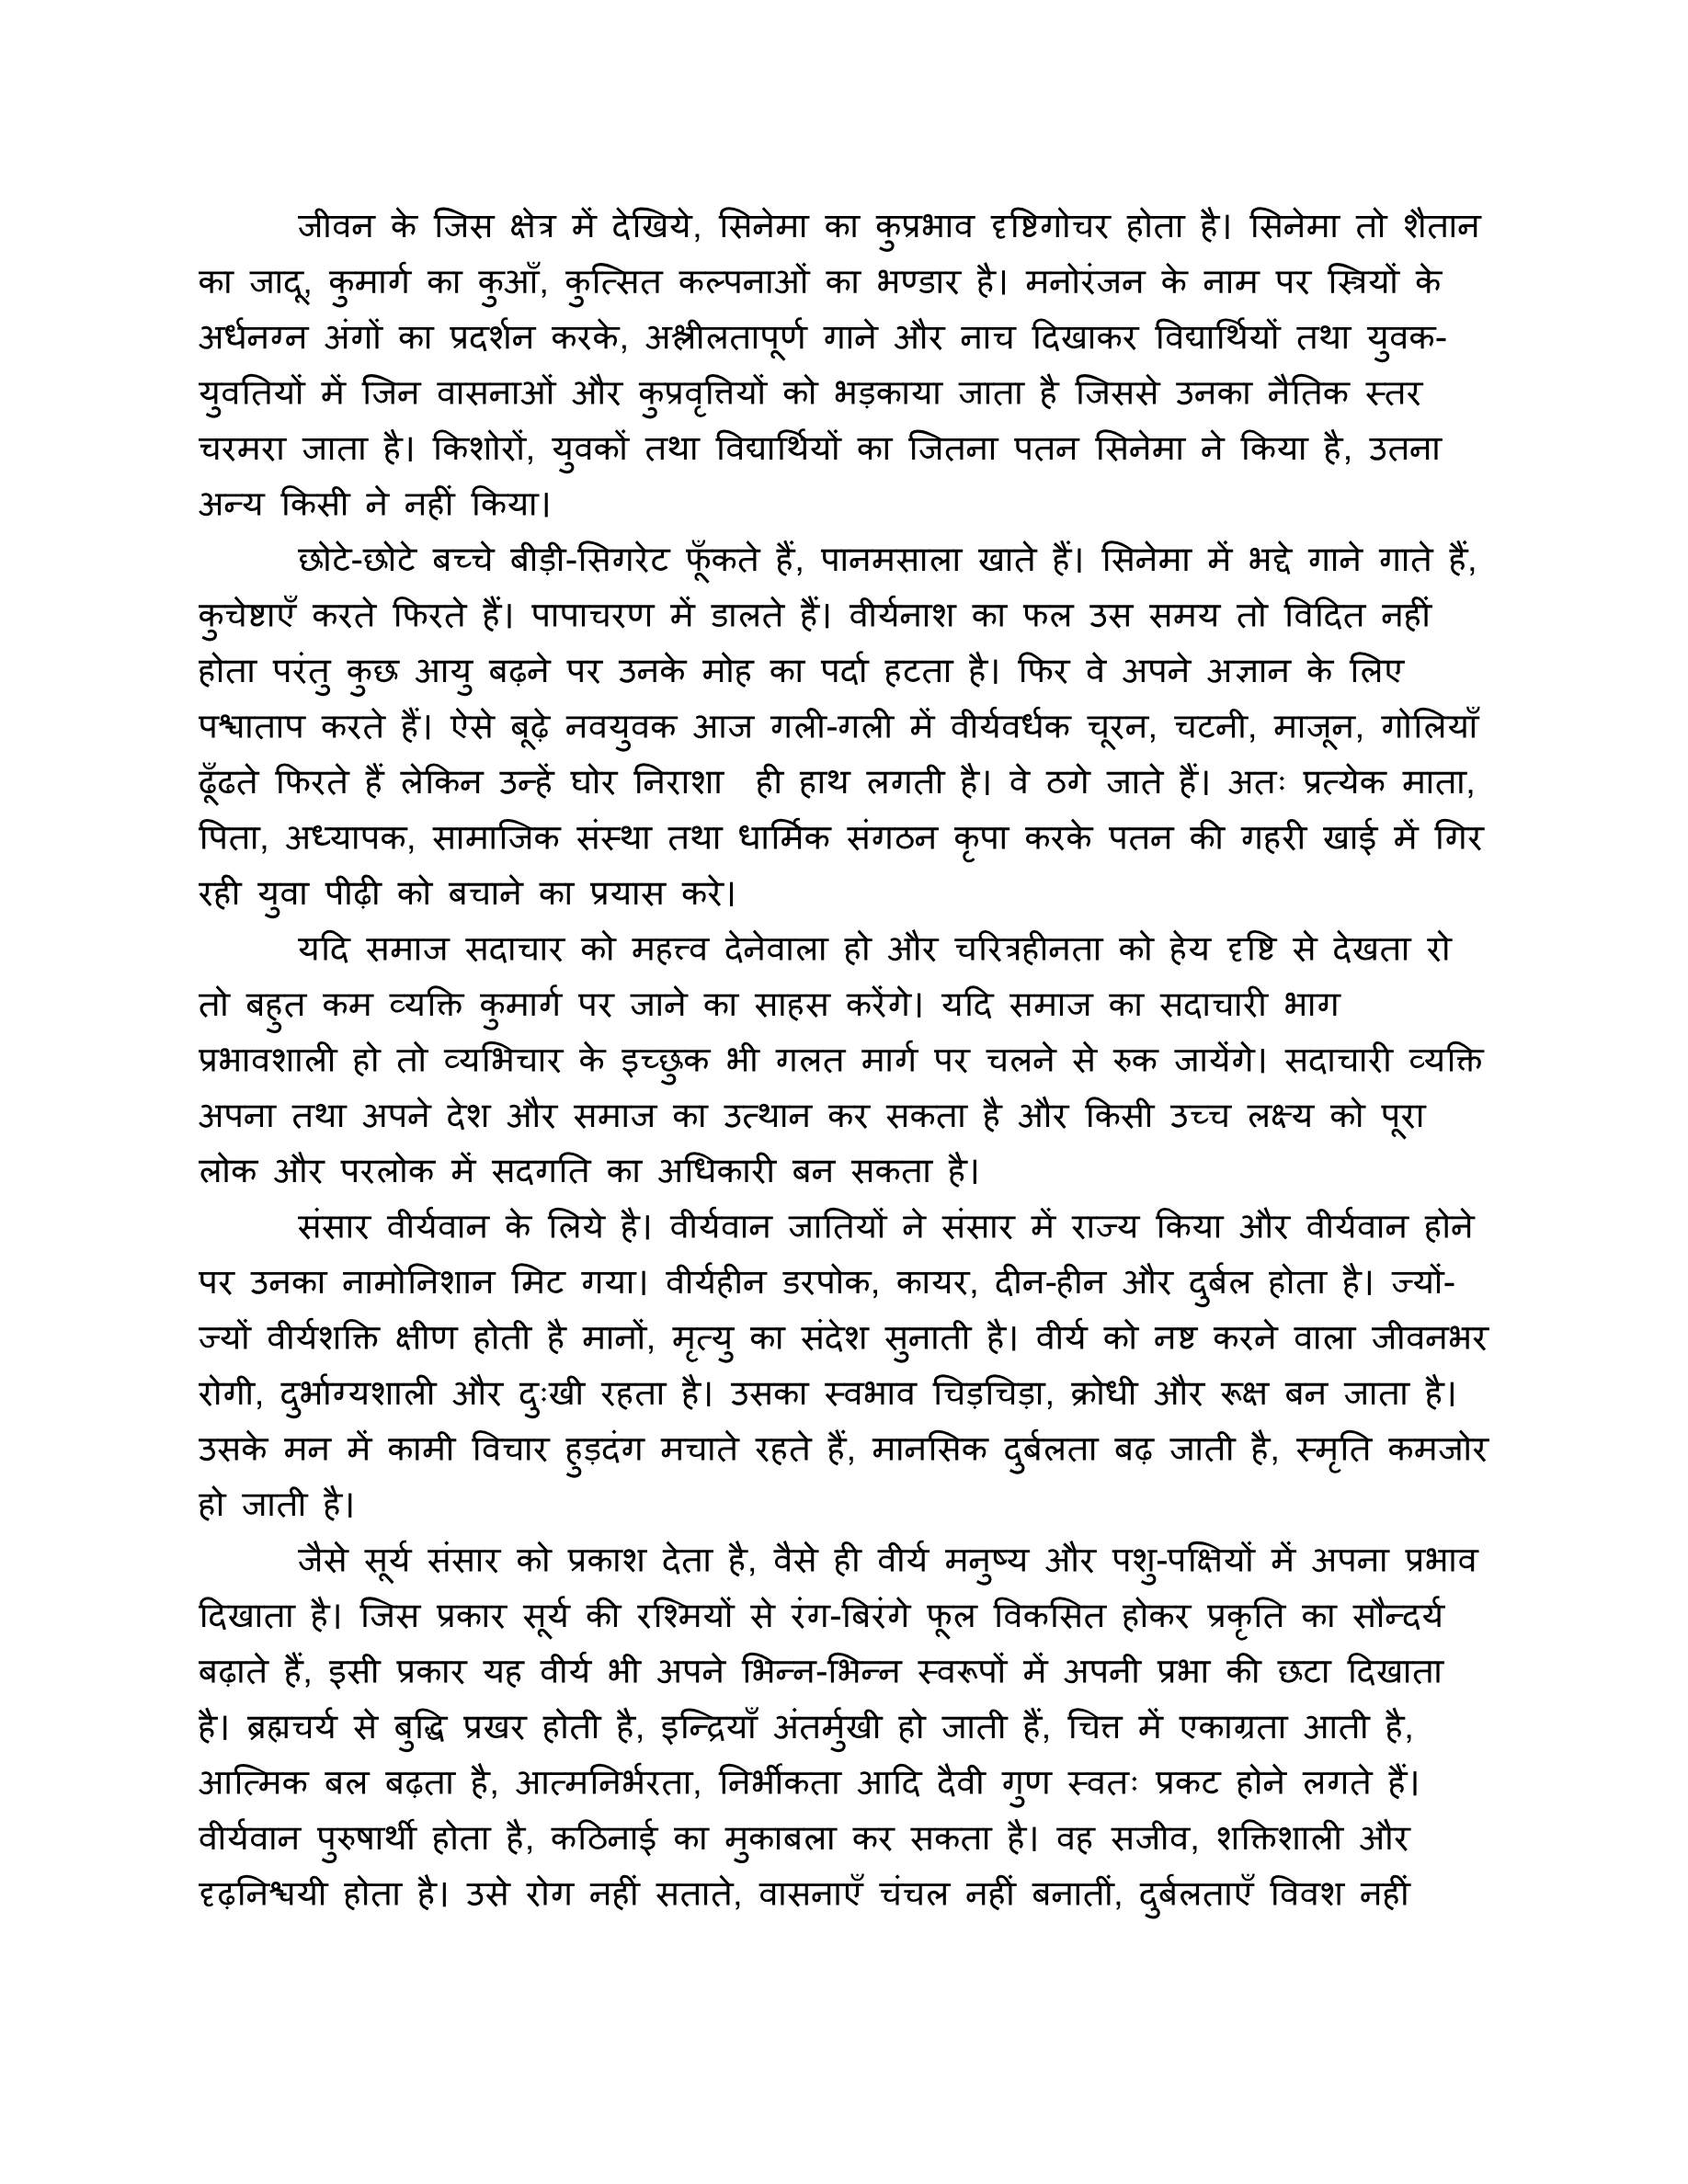 जीवन के जिस क्षेत्र में देखिये, सिनेमा का कुप्रभाव दृष्टिगोचर होता है। सिनेमा तो शैतान
का जादू, कुमार्ग का कुआँ, कुत्सित कल्पनाओं का भण्डार है। मनोरंजन के नाम पर स्त्रियों के
अर्धनग्न अंगों का प्रदर्शन करके, अश्लीलतापूर्ण गाने और नाच दिखाकर विद्यार्थियों तथा युवक-
युवतियों में जिन वासनाओं और कुप्रवृत्तियों को भड़काया जाता है जिससे उनका नैतिक स्तर
चरमरा जाता है। किशोरों, युवकों तथा विद्यार्थियों का जितना पतन सिनेमा ने किया है, उतना
अन्य किसी ने नहीं किया।
छोटे-छोटे बच्चे बीड़ी-सिगरेट फूँकते हैं, पानमसाला खाते हैं। सिनेमा में भद्दे गाने गाते हैं,
कुचेष्टाएँ करते फिरते हैं। पापाचरण में डालते हैं। वीर्यनाश का फल उस समय तो विदित नहीं
होता परंतु कुछ आयु बढ़ने पर उनके मोह का पर्दा हटता है। फिर वे अपने अज्ञान के लिए
पश्चाताप करते हैं। ऐसे बूढ़े नवयुवक आज गली-गली में वीर्यवर्धक चूरन, चटनी, माजून, गोलियाँ
ढूँढते फिरते हैं लेकिन उन्हें घोर निराशा ही हाथ लगती है। वे ठगे जाते हैं। अतः प्रत्येक माता,
पिता, अध्यापक, सामाजिक संस्था तथा धार्मिक संगठन कृपा करके पतन की गहरी खाई में गिर
रही युवा पीढ़ी को बचाने का प्रयास करे।
यदि समाज सदाचार को महत्त्व देनेवाला हो और चरित्रहीनता को हेय दृष्टि से देखता रो
तो बहुत कम व्यक्ति कुमार्ग पर जाने का साहस करेंगे। यदि समाज का सदाचारी भाग
प्रभावशाली हो तो व्यभिचार के इच्छुक भी गलत मार्ग पर चलने से रुक जायेंगे। सदाचारी व्यक्ति
अपना तथा अपने देश और समाज का उत्थान कर सकता है और किसी उच्च लक्ष्य को पूरा
लोक और परलोक में सदगति का अधिकारी बन सकता है।
संसार वीर्यवान के लिये है। वीर्यवान जातियों ने संसार में राज्य किया और वीर्यवान होने
पर उनका नामोनिशान मिट गया। वीर्यहीन डरपोक, कायर, दीन-हीन और दुर्बल होता है। ज्यों-
ज्यों वीर्यशक्ति क्षीण होती है मानों, मृत्यु का संदेश सुनाती है। वीर्य को नष्ट करने वाला जीवनभर
रोगी, दुर्भाग्यशाली और दुःखी रहता है। उसका स्वभाव चिड़चिड़ा, क्रोधी और रूक्ष बन जाता है।
उसके मन में कामी विचार हुड़दंग मचाते रहते हैं, मानसिक दुर्बलता बढ़ जाती है, स्मृति कमजोर
हो जाती है।
जैसे सूर्य संसार को प्रकाश देता है, वैसे ही वीर्य मनुष्य और पशु-पक्षियों में अपना प्रभाव
दिखाता है। जिस प्रकार सूर्य की रश्मियों से रंग-बिरंगे फूल विकसित होकर प्रकृति का सौन्दर्य
बढ़ाते हैं, इसी प्रकार यह वीर्य भी अपने भिन्न-भिन्न स्वरूपों में अपनी प्रभा की छटा दिखाता
है। ब्रह्मचर्य से बुद्धि प्रखर होती है, इन्द्रियाँ अंतर्मुखी हो जाती हैं, चित्त में एकाग्रता आती है,
आत्मिक बल बढ़ता है, आत्मनिर्भरता, निर्भीकता आदि दैवी गुण स्वतः प्रकट होने लगते हैं।
वीर्यवान पुरुषार्थी होता है, कठिनाई का मुकाबला कर सकता है। वह सजीव, शक्तिशाली और
दृढ़निश्चयी होता है। उसे रोग नहीं सताते, वासनाएँ चंचल नहीं बनातीं, दुर्बलताएँ विवश नहीं